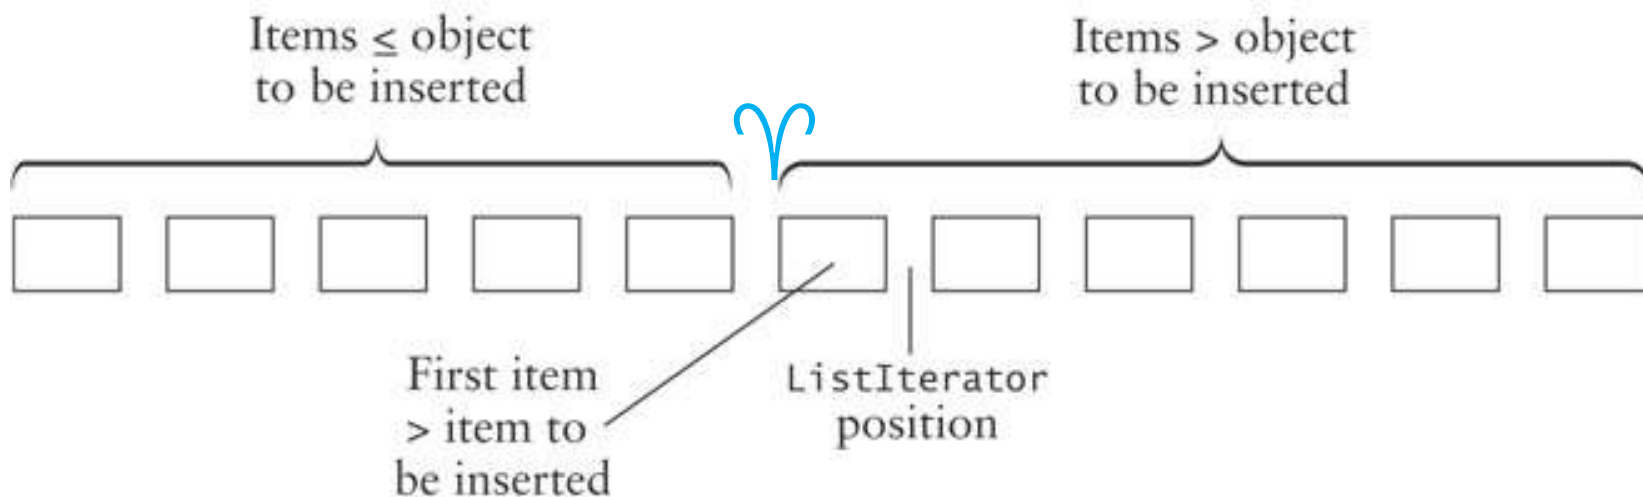 Items ≤ object
to be inserted
Items > object
to be inserted
♈
First item
> item to
be inserted
ListIterator
position